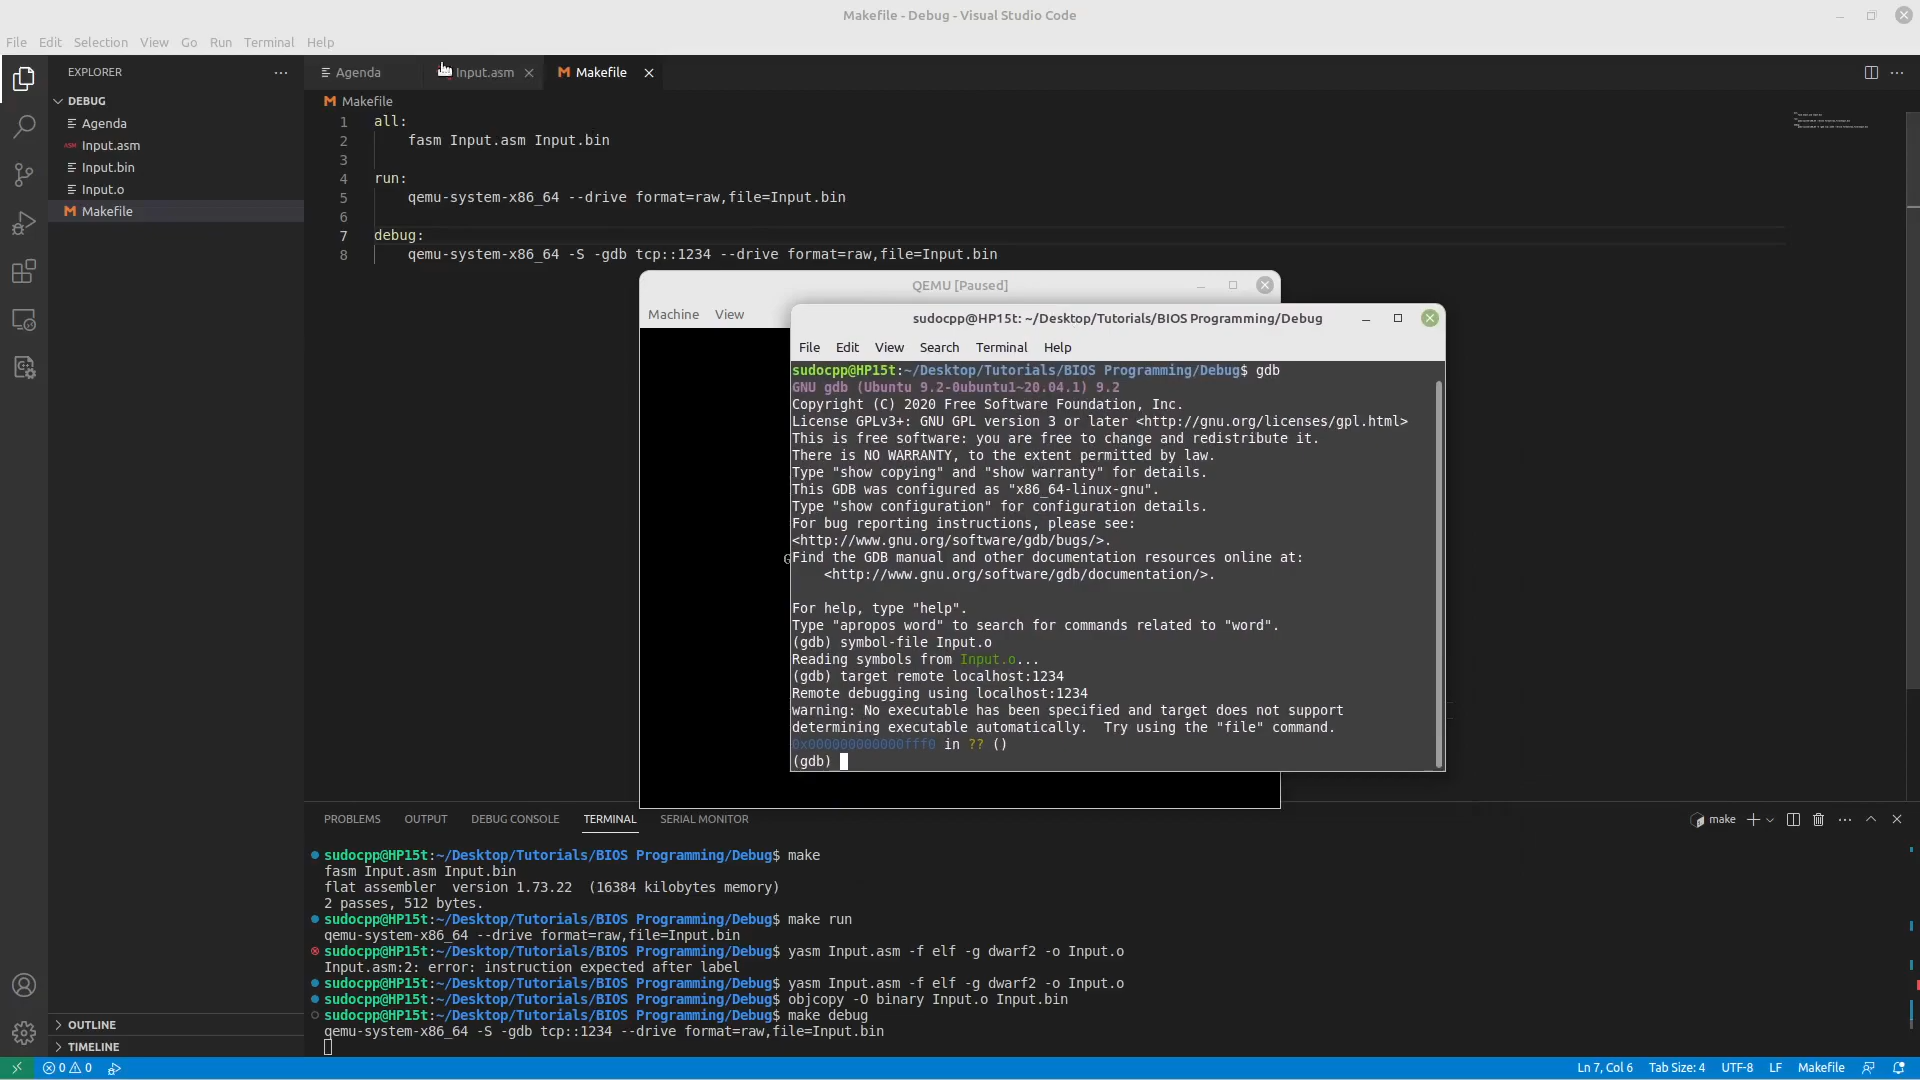 Makefile - Debug - Visual Studio Code
File Edit Selection View Go Run Terminal Help
EXPLORER
Agenda
Input.asm
Makefile
DEBUG
Agenda
Input.asm
Input.bin
Input.o
Makefile
Makefile
1 all:
2 fasm Input.asm Input.bin
3
4 run:
5 qemu-system-x86_64 --drive format=raw,file=Input.bin
6
7 debug:
8 qemu-system-x86_64 -S -gdb tcp::1234 --drive format=raw,file=Input.bin
QEMU [Paused]
Machine View
sudocpp@HP15t: ~/Desktop/Tutorials/BIOS Programming/Debug
File Edit View Search Terminal Help
sudocpp@HP15t:~/Desktop/Tutorials/BIOS Programming/Debug$ gdb
GNU gdb (Ubuntu 9.2-0ubuntu1~20.04.1) 9.2
Copyright (C) 2020 Free Software Foundation, Inc.
License GPLv3+: GNU GPL version 3 or later <http://gnu.org/licenses/gpl.html>
This is free software: you are free to change and redistribute it.
There is NO WARRANTY, to the extent permitted by law.
Type "show copying" and "show warranty" for details.
This GDB was configured as "x86_64-linux-gnu".
Type "show configuration" for configuration details.
For bug reporting instructions, please see:
<http://www.gnu.org/software/gdb/bugs/>.
Find the GDB manual and other documentation resources online at:
<http://www.gnu.org/software/gdb/documentation/>.
For help, type "help".
Type "apropos word" to search for commands related to "word".
(gdb) symbol-file Input.o
Reading symbols from Input.o...
(gdb) target remote localhost:1234
Remote debugging using localhost:1234
warning: No executable has been specified and target does not support
determining executable automatically.  Try using the "file" command.
0x000000000000fff0 in ?? ()
(gdb)
PROBLEMS OUTPUT DEBUG CONSOLE TERMINAL SERIAL MONITOR
make
sudocpp@HP15t:~/Desktop/Tutorials/BIOS Programming/Debug$ make
fasm Input.asm Input.bin
flat assembler  version 1.73.22  (16384 kilobytes memory)
2 passes, 512 bytes.
sudocpp@HP15t:~/Desktop/Tutorials/BIOS Programming/Debug$ make run
qemu-system-x86_64 --drive format=raw,file=Input.bin
sudocpp@HP15t:~/Desktop/Tutorials/BIOS Programming/Debug$ yasm Input.asm -f elf -g dwarf2 -o Input.o
Input.asm:2: error: instruction expected after label
sudocpp@HP15t:~/Desktop/Tutorials/BIOS Programming/Debug$ yasm Input.asm -f elf -g dwarf2 -o Input.o
sudocpp@HP15t:~/Desktop/Tutorials/BIOS Programming/Debug$ objcopy -O binary Input.o Input.bin
sudocpp@HP15t:~/Desktop/Tutorials/BIOS Programming/Debug$ make debug
qemu-system-x86_64 -S -gdb tcp::1234 --drive format=raw,file=Input.bin
OUTLINE
TIMELINE
0 0
Ln 7, Col 6 Tab Size: 4 UTF-8 LF Makefile